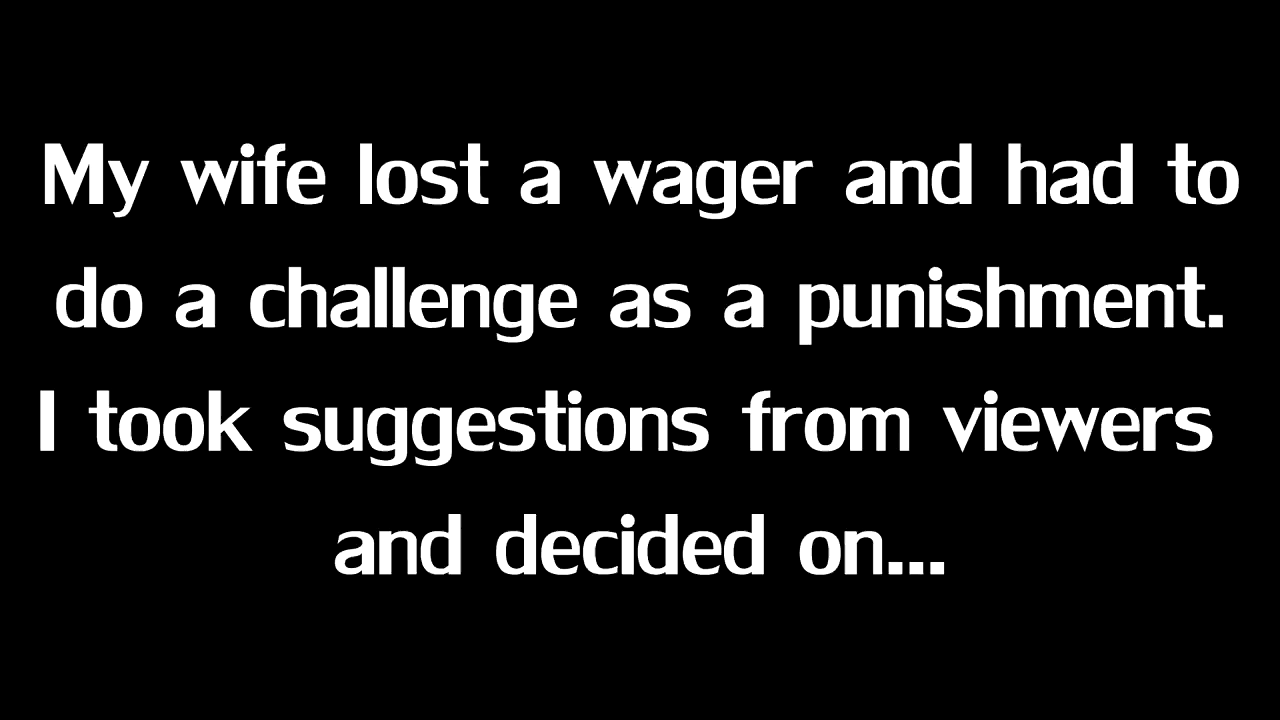 My wife lost a wager and had to
do a challenge as a punishment.
I took suggestions from viewers
and decided on...